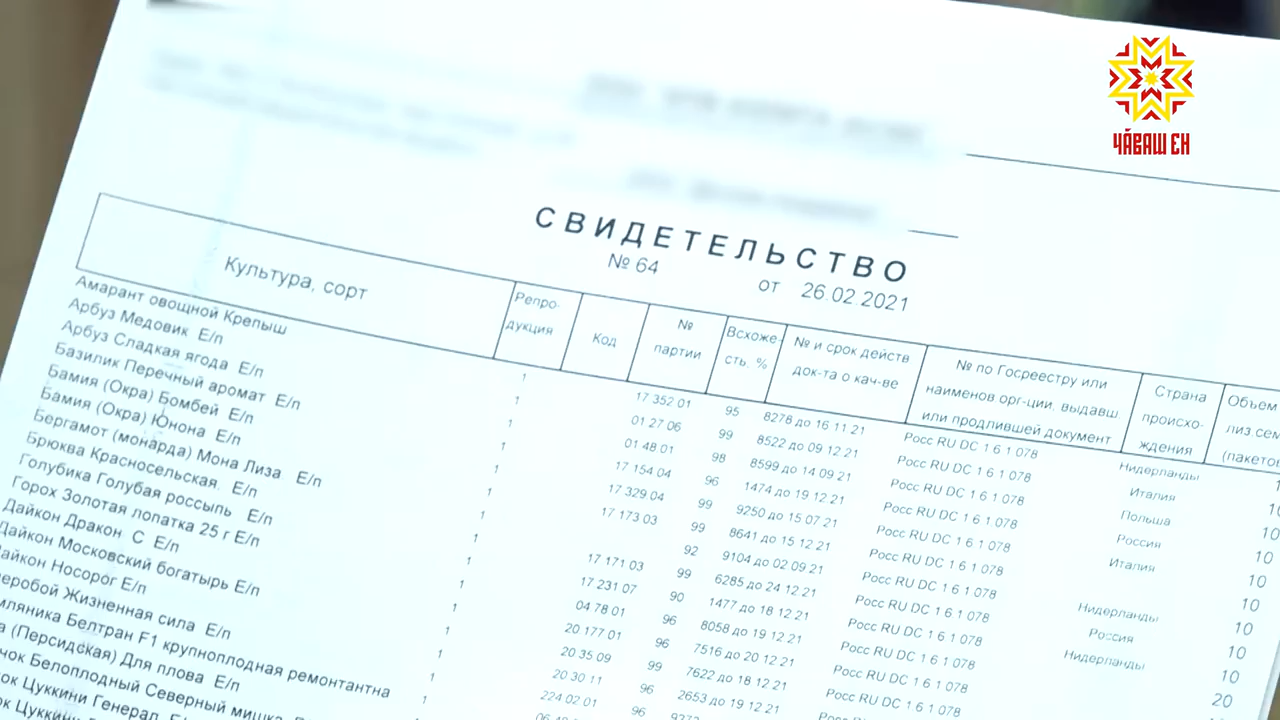 ЧӐВАШ ЕН
СВИДЕТЕЛЬСТВО
№ 64
от 26.02.2021
Культура, сорт
Репро-
дукция
Код
№
партии
Всхоже-
сть, %
№ и срок действ
док-та о кач-ве
№ по Госреестру или
наименов орг-ции, выдавш
или продлившей документ
Страна
происхо-
ждения
Объем
лиз.сем
(пакетов
Амарант овощной Крепыш
Арбуз Медовик Е/п
Арбуз Сладкая ягода Е/п
Базилик Перечный аромат Е/п
Бамия (Окра) Бомбей Е/п
Бамия (Окра) Юнона Е/п
Бергамот (монарда) Мона Лиза Е/п
Брюква Красносельская. Е/п
Голубика Голубая россыпь Е/п
Горох Золотая лопатка 25 г Е/п
Дайкон Дракон С Е/п
Дайкон Московский богатырь Е/п
Дайкон Носорог Е/п
Жизненная сила Е/п
Белтран F1 крупноплодная ремонтантна
(Персидская) Для плова Е/п
Белоплодный Северный мишка
Цуккини Генерал
1
1
1
1
1
1
1
1
1
1
1
1
1
1
17 352 01
01 27 06
01 48 01
17 154 04
17 329 04
17 173 03
17 171 03
17 231 07
04 78 01
20 177 01
20 35 09
20 30 11
224 02 01
95
99
98
96
99
99
92
99
90
96
96
99
96
96
8278 до 16 11 21
8522 до 09 12 21
8599 до 14 09 21
1474 до 19 12 21
9250 до 15 07 21
8641 до 15 12 21
9104 до 02 09 21
6285 до 24 12 21
1477 до 18 12 21
8058 до 19 12 21
7516 до 20 12 21
7622 до 18 12 21
2653 до 19 12 21
Росс RU DC 1 6 1 078
Росс RU DC 1 6 1 078
Росс RU DC 1 6 1 078
Росс RU DC 1 6 1 078
Росс RU DC 1 6 1 078
Росс RU DC 1 6 1 078
Росс RU DC 1 6 1 078
Росс RU DC 1 6 1 078
Росс RU DC 1 6 1 078
Росс RU DC 1 6 1 078
Росс RU DC 1 6 1 078
Росс RU DC 1 6 1 078
Нидерланды
Италия
Польша
Россия
Италия
Нидерланды
Россия
Нидерланды
10
10
10
10
10
10
10
20